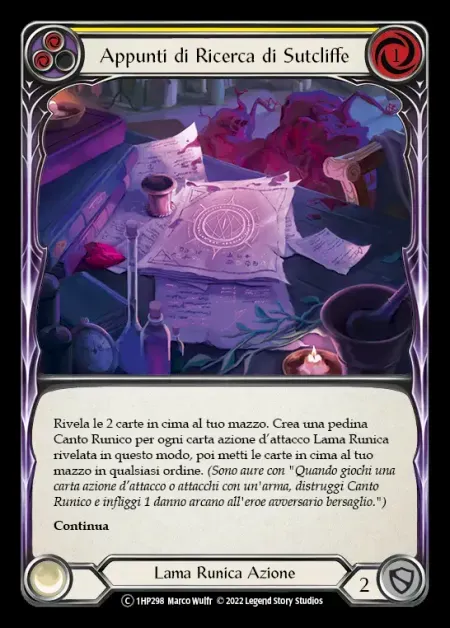 Appunti di Ricerca di Sutcliffe
1
Rivela le 2 carte in cima al tuo mazzo. Crea una pedina
Canto Runico per ogni carta azione d'attacco Lama Runica
rivelata in questo modo, poi metti le carte in cima al tuo
mazzo in qualsiasi ordine. (Sono aure con "Quando giochi una
carta azione d'attacco o attacchi con un'arma, distruggi Canto
Runico e infliggi 1 danno arcano all'eroe avversario bersaglio.")
Continua
Lama Runica Azione
2
C 1HP298 Marco Wulfr © 2022 Legend Story Studios